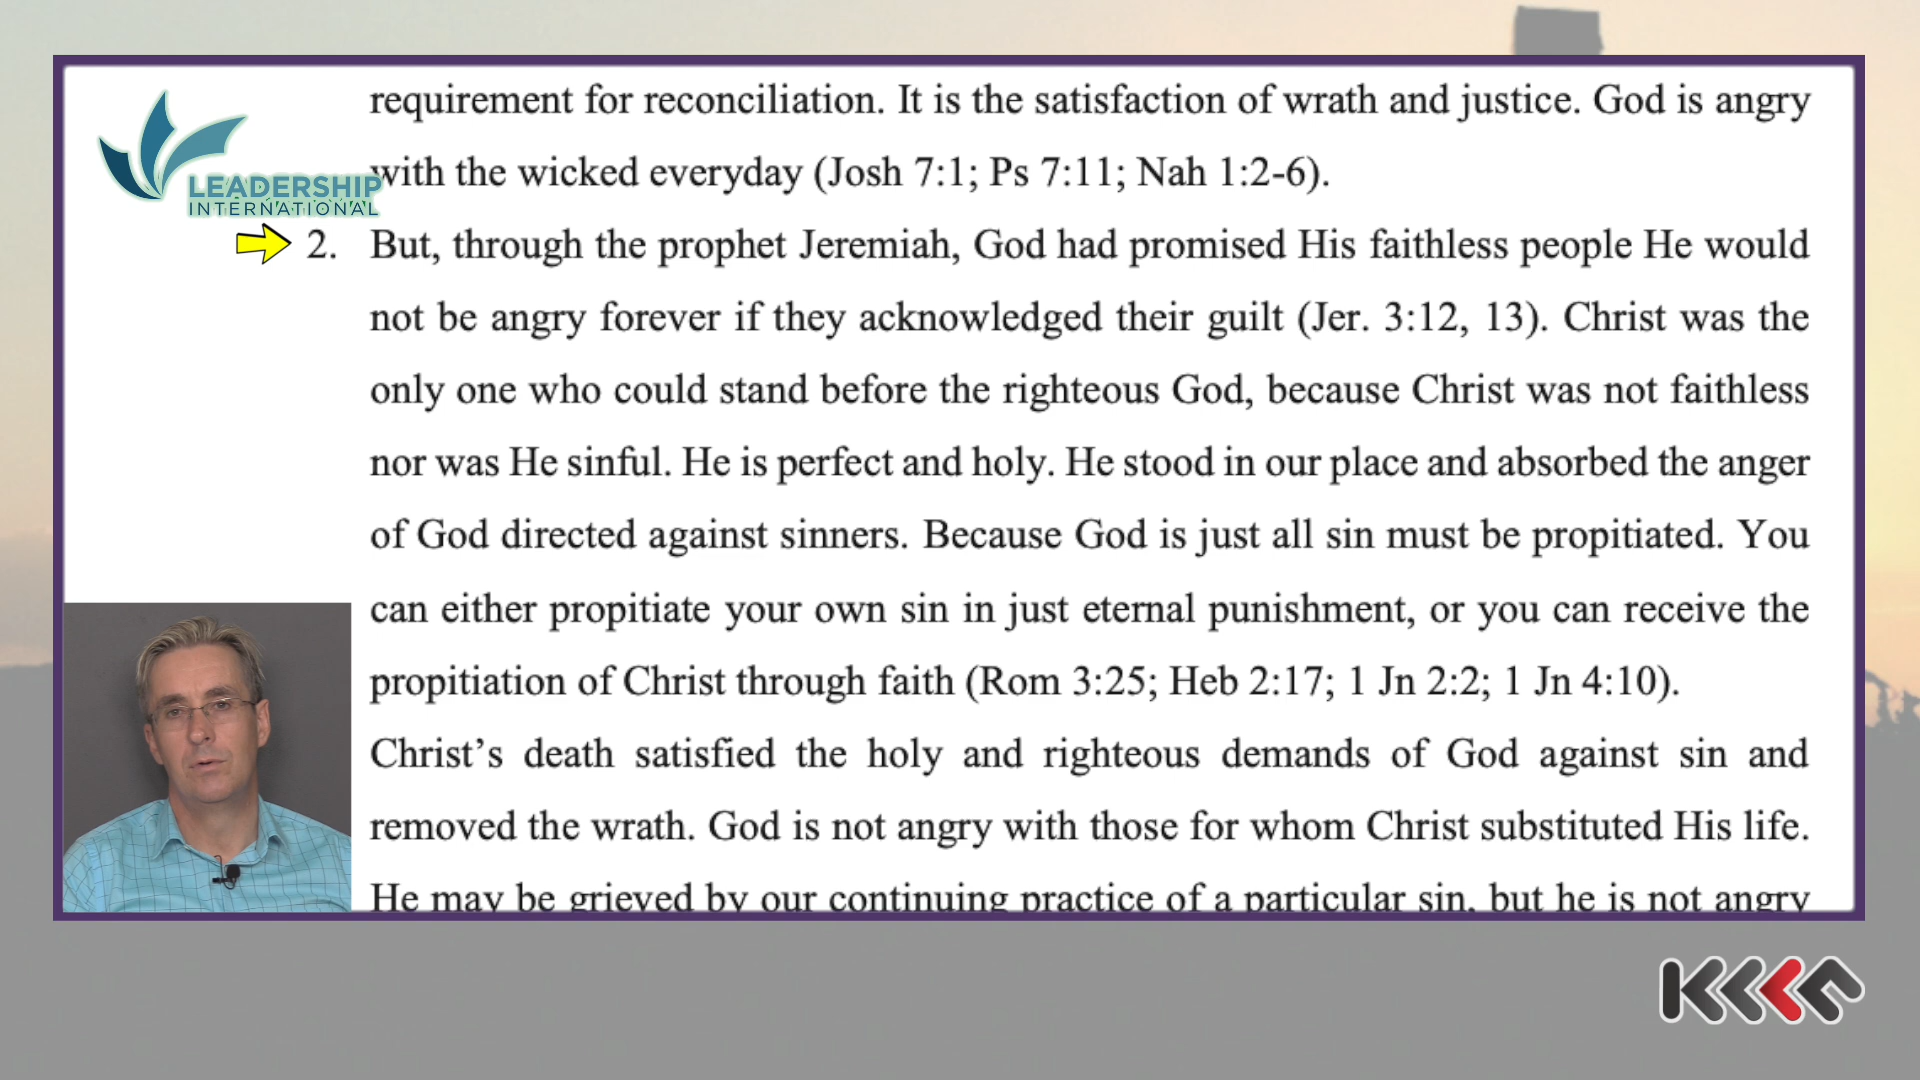 requirement for reconciliation. It is the satisfaction of wrath and justice. God is angry
with the wicked everyday (Josh 7:1; Ps 7:11; Nah 1:2-6).
LEADERSHIP
INTERNATIONAL
2. But, through the prophet Jeremiah, God had promised His faithless people He would
not be angry forever if they acknowledged their guilt (Jer. 3:12, 13). Christ was the
only one who could stand before the righteous God, because Christ was not faithless
nor was He sinful. He is perfect and holy. He stood in our place and absorbed the anger
of God directed against sinners. Because God is just all sin must be propitiated. You
can either propitiate your own sin in just eternal punishment, or you can receive the
propitiation of Christ through faith (Rom 3:25; Heb 2:17; 1 Jn 2:2; 1 Jn 4:10).
Christ’s death satisfied the holy and righteous demands of God against sin and
removed the wrath. God is not angry with those for whom Christ substituted His life.
He may be grieved by our continuing practice of a particular sin, but he is not angry